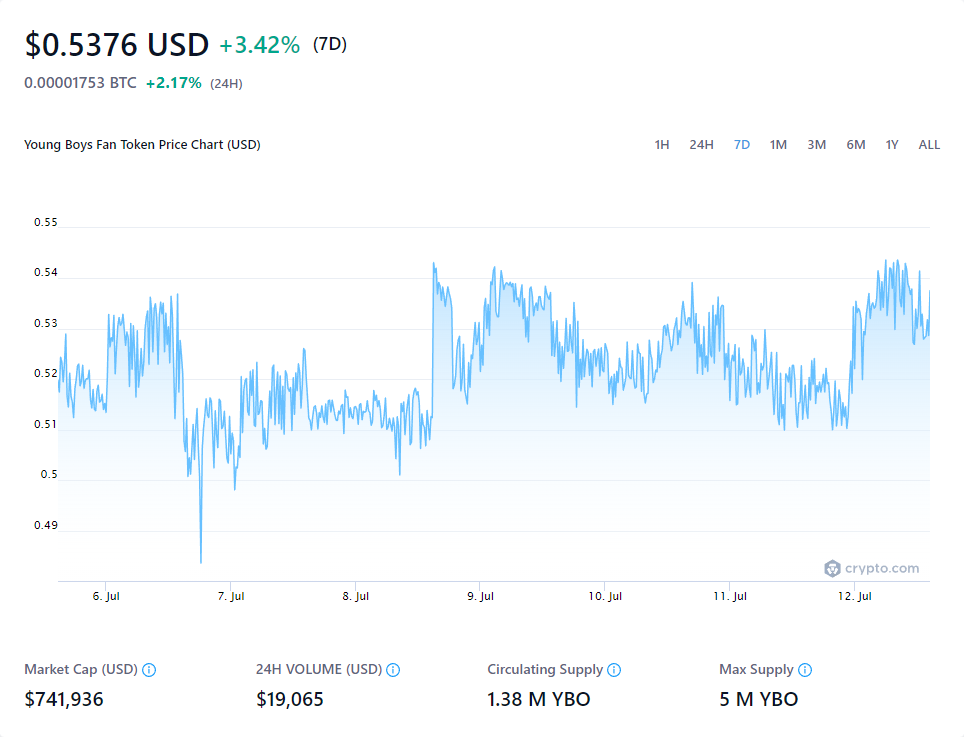 $0.5376 USD +3.42% (7D)
0.00001753 BTC +2.17% (24H)
Young Boys Fan Token Price Chart (USD) 1H 24H 7D 1M 3M 6M 1Y ALL
0.55
0.54
0.53
0.52
0.51
0.5
0.49
crypto.com
6. Jul 7. Jul 8. Jul 9. Jul 10. Jul 11. Jul 12. Jul
Market Cap (USD) 24H VOLUME (USD) Circulating Supply Max Supply
$741,936 $19,065 1.38 M YBO 5 M YBO